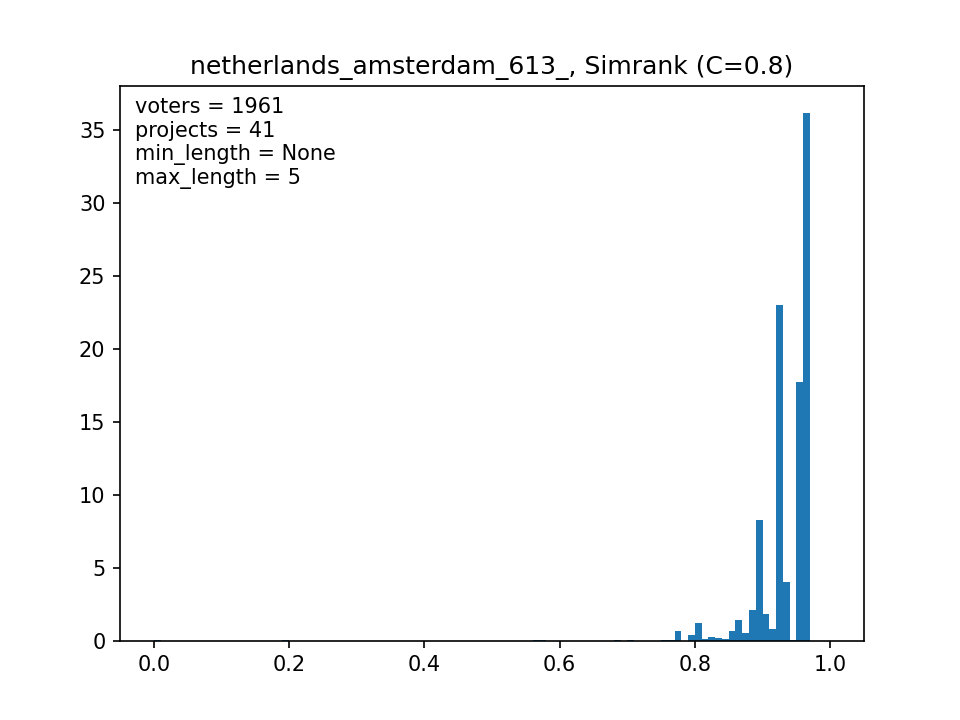 netherlands_amsterdam_613_, Simrank (C=0.8)
voters = 1961
projects = 41
min_length = None
max_length = 5
35
30
25
20
15
10
5
0
0.0 0.2 0.4 0.6 0.8 1.0